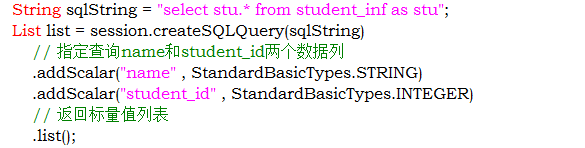 String sqlString = "select stu.* from student_inf as stu";
List list = session.createSQLQuery(sqlString)
// 指定查询name和student_id两个数据列
.addScalar("name" , StandardBasicTypes.STRING)
.addScalar("student_id" , StandardBasicTypes.INTEGER)
// 返回标量值列表
.list();